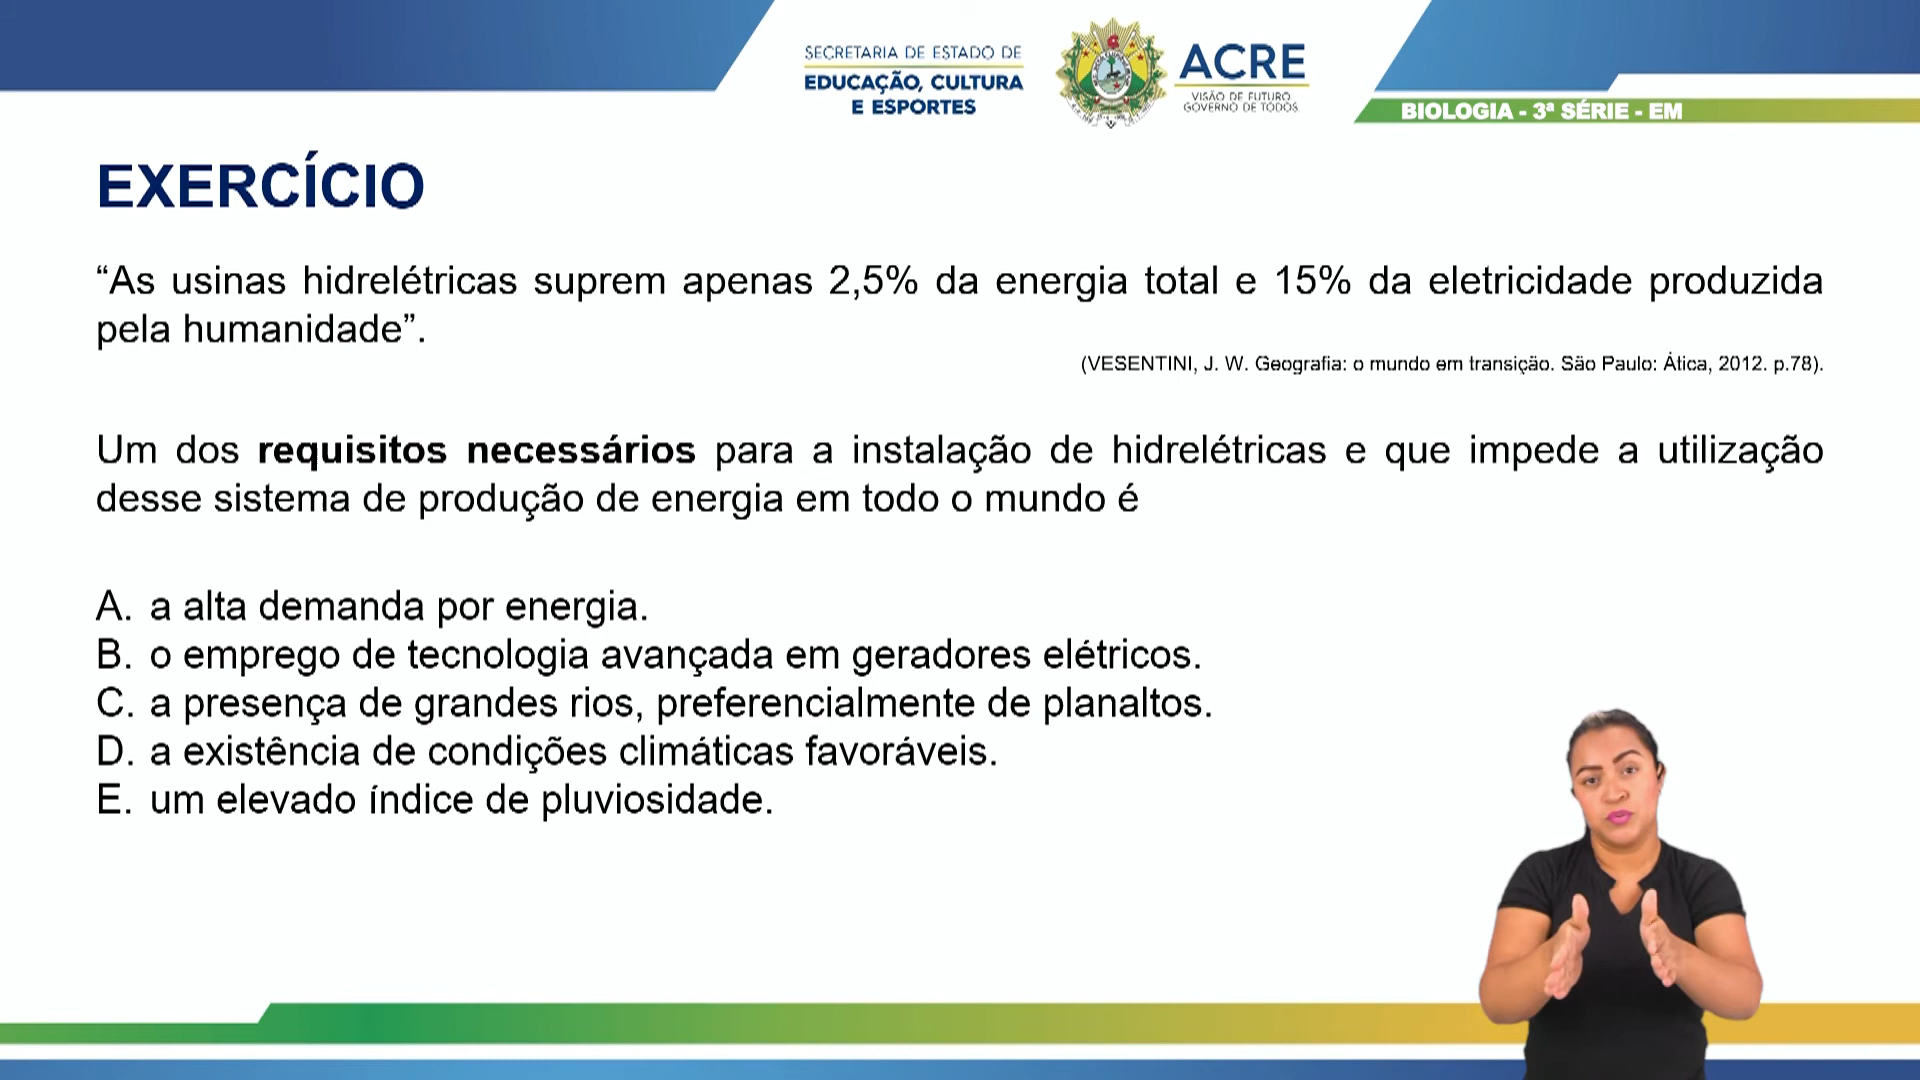 SECRETARIA DE ESTADO DE
EDUCAÇÃO, CULTURA
E ESPORTES
ACRE
VISÃO DE FUTURO
GOVERNO DE TODOS
BIOLOGIA - 3ª SÉRIE - EM
EXERCÍCIO
“As usinas hidrelétricas suprem apenas 2,5% da energia total e 15% da eletricidade produzida
pela humanidade”.
(VESENTINI, J. W. Geografia: o mundo em transição. São Paulo: Ática, 2012. p.78).
Um dos requisitos necessários para a instalação de hidrelétricas e que impede a utilização
desse sistema de produção de energia em todo o mundo é
A. a alta demanda por energia.
B. o emprego de tecnologia avançada em geradores elétricos.
C. a presença de grandes rios, preferencialmente de planaltos.
D. a existência de condições climáticas favoráveis.
E. um elevado índice de pluviosidade.